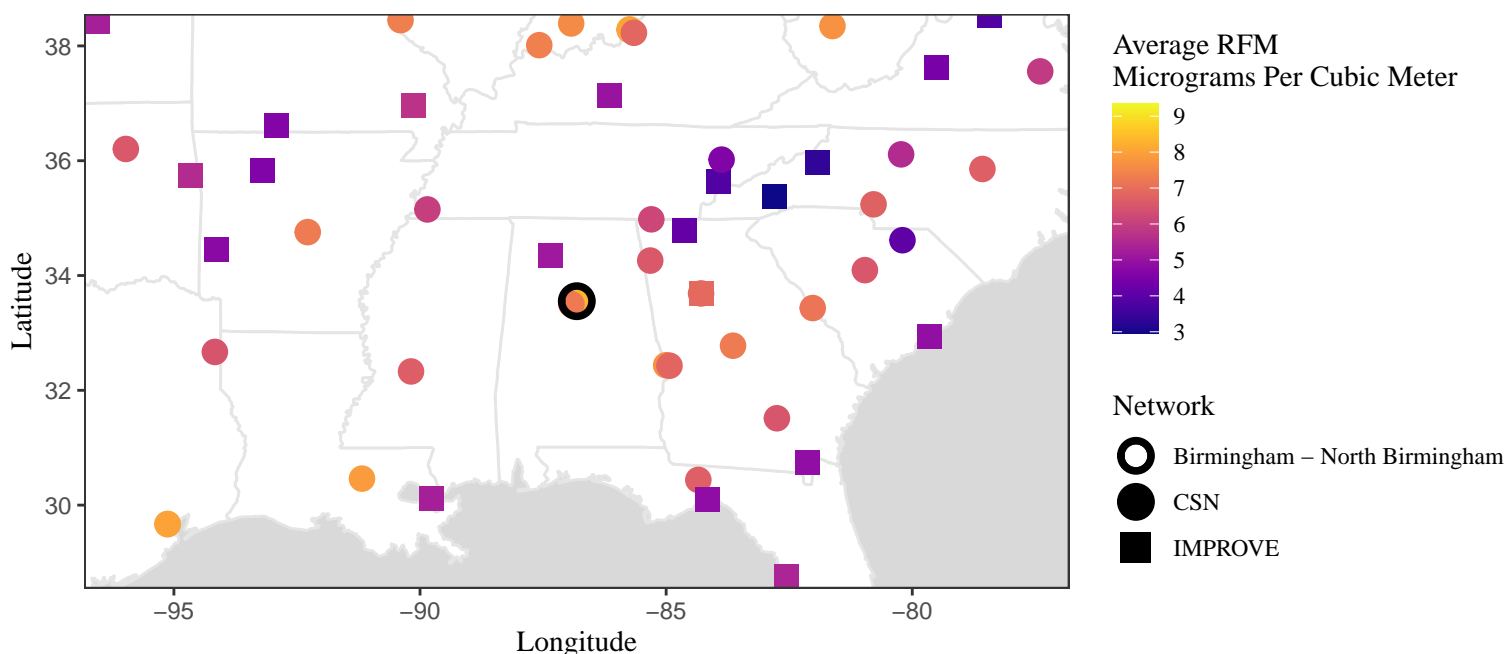 38
36
34
32
30
Latitude
−95
−90
−85
−80
Longitude
Average RFM
Micrograms Per Cubic Meter
9
8
7
6
5
4
3
Network
Birmingham − North Birmingham
CSN
IMPROVE